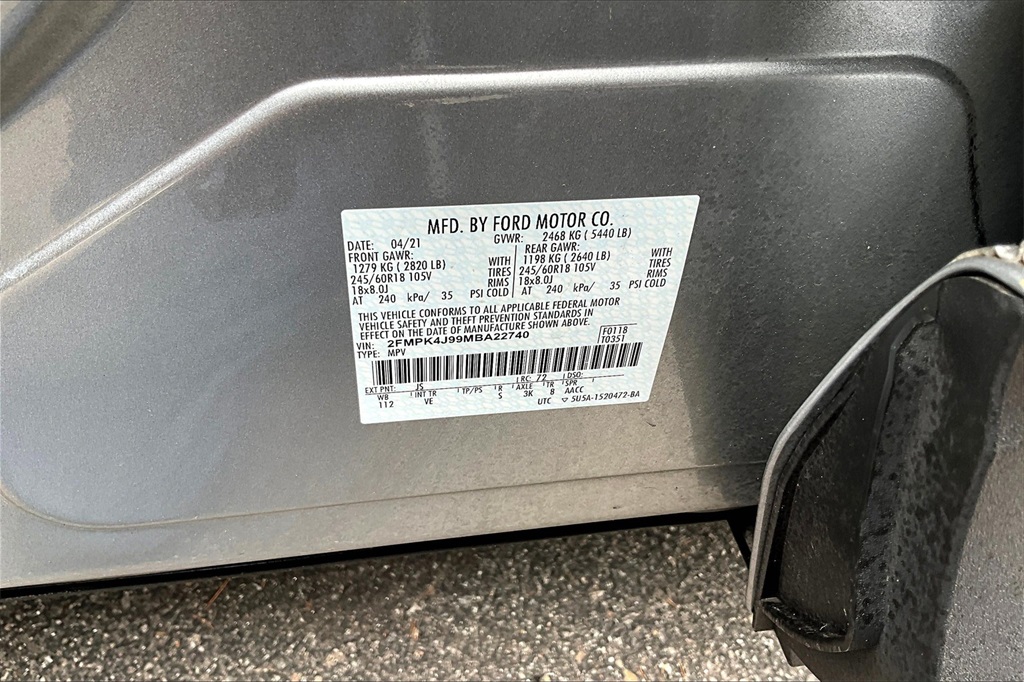 MFD. BY FORD MOTOR CO.
DATE: 04/21 GVWR: 2468 KG ( 5440 LB)
FRONT GAWR: REAR GAWR:
1279 KG ( 2820 LB) WITH 1198 KG ( 2640 LB) WITH
245/60R18 105V TIRES 245/60R18 105V TIRES
18x8.0J RIMS 18x8.0J RIMS
AT 240 kPa/ 35 PSI COLD AT 240 kPa/ 35 PSI COLD
THIS VEHICLE CONFORMS TO ALL APPLICABLE FEDERAL MOTOR
VEHICLE SAFETY AND THEFT PREVENTION STANDARDS IN
EFFECT ON THE DATE OF MANUFACTURE SHOWN ABOVE.
VIN: 2FMPK4J99MBA22740 F0118
TYPE: MPV T0351
EXT PNT: JS RC: 72 DSO:
WB INT TR TP/PS R AXLE TR SPR
112 VE S 3K 8 AACC
UTC ▽ 5U5A-1520472-BA